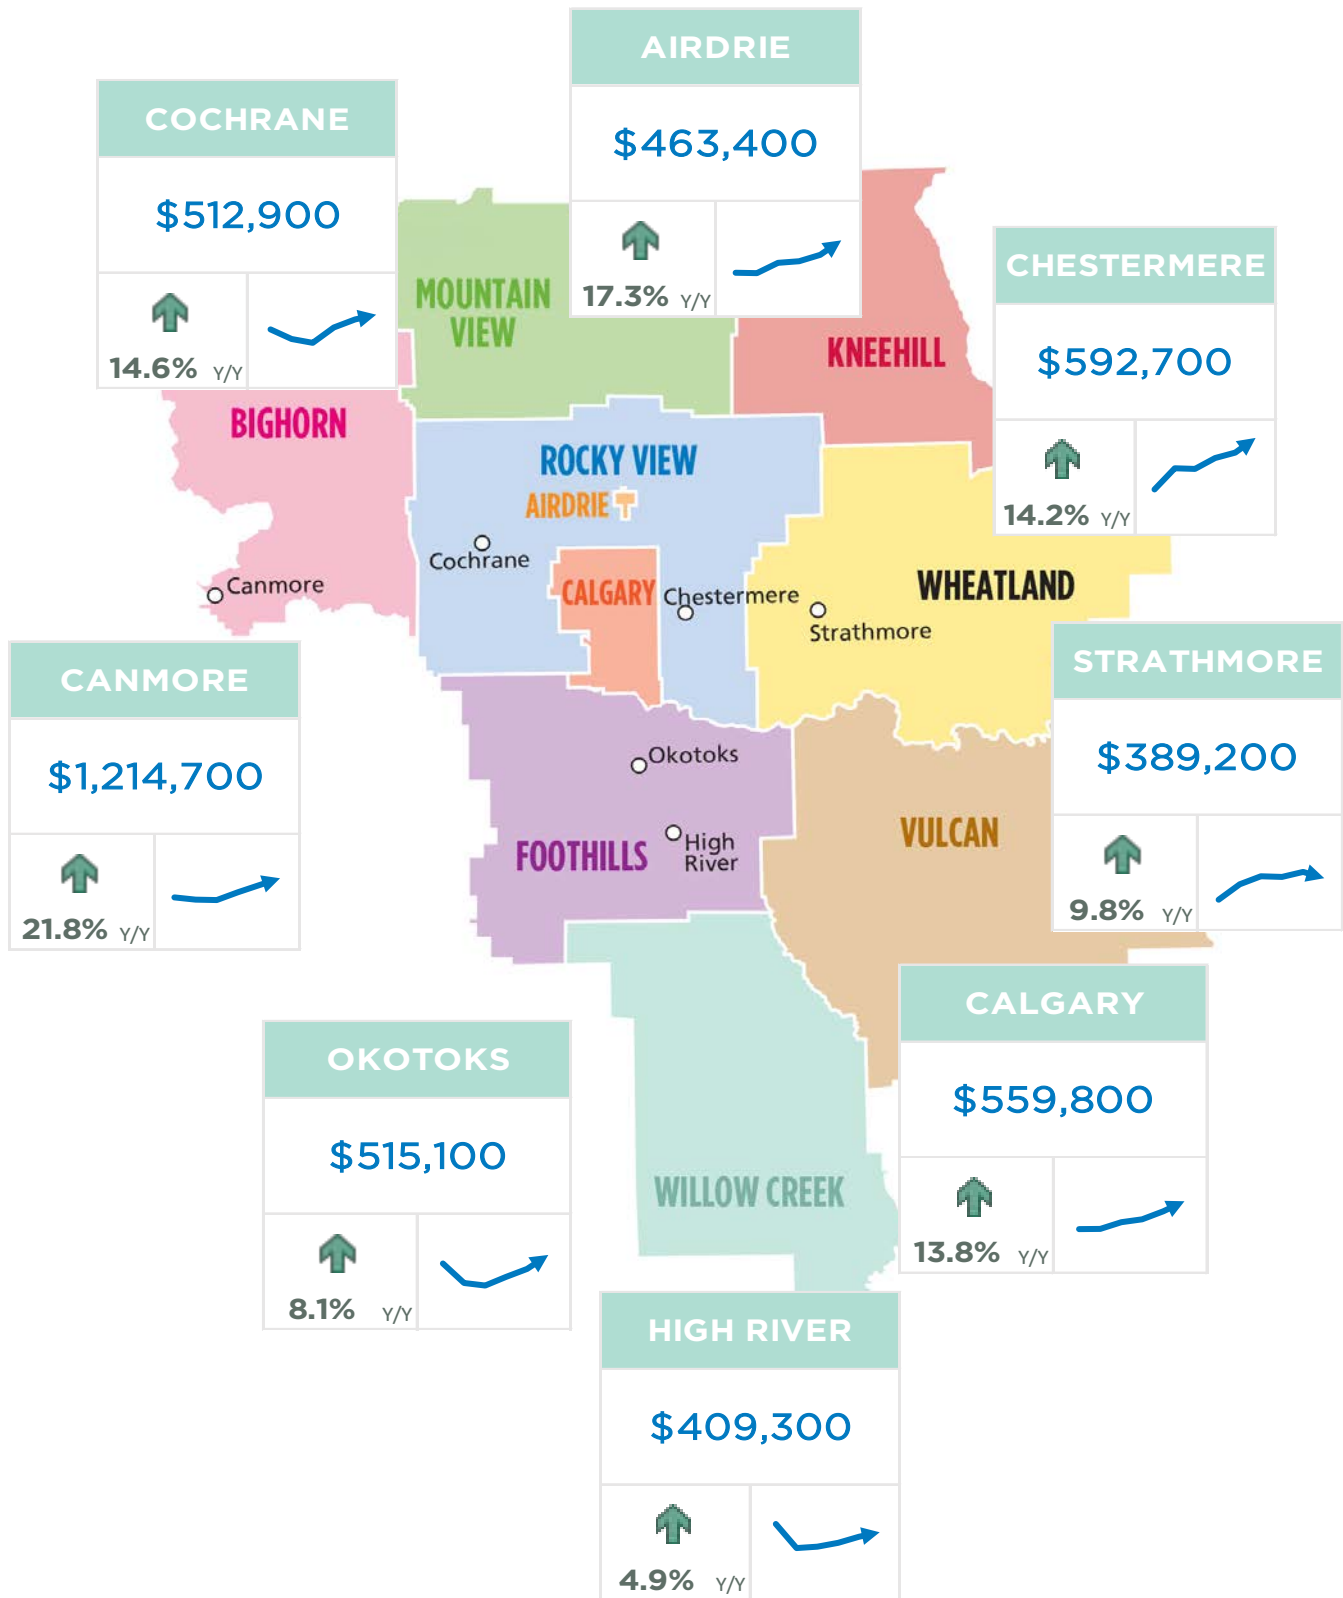 AIRDRIE
$463,400
17.3% Y/Y
COCHRANE
$512,900
14.6% Y/Y
CHESTERMERE
$592,700
14.2% Y/Y
MOUNTAIN
VIEW
KNEEHILL
BIGHORN
ROCKY VIEW
AIRDRIE
Cochrane
CALGARY
Chestermere
Canmore
WHEATLAND
Strathmore
CANMORE
$1,214,700
21.8% Y/Y
STRATHMORE
$389,200
9.8% Y/Y
Okotoks
High
River
FOOTHILLS
VULCAN
CALGARY
$559,800
13.8% Y/Y
OKOTOKS
$515,100
8.1% Y/Y
WILLOW CREEK
HIGH RIVER
$409,300
4.9% Y/Y